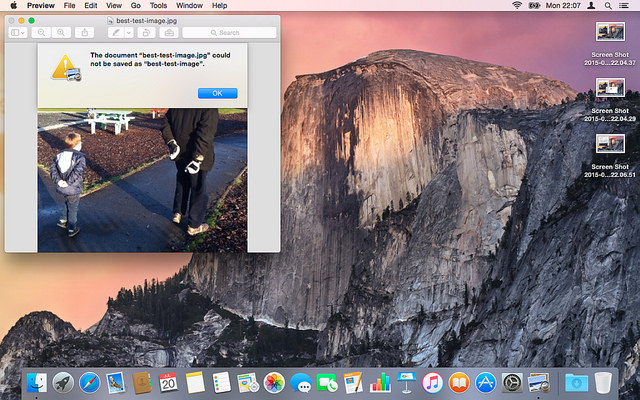 Preview File Edit View Go Tools Window Help
Mon 22:07
best-test-image.jpg
Search
The document “best-test-image.jpg” could
not be saved as “best-test-image”.
OK
Screen Shot
2015-0...22.04.37
Screen Shot
2015-0...22.04.29
Screen Shot
2015-0...22.06.51
20